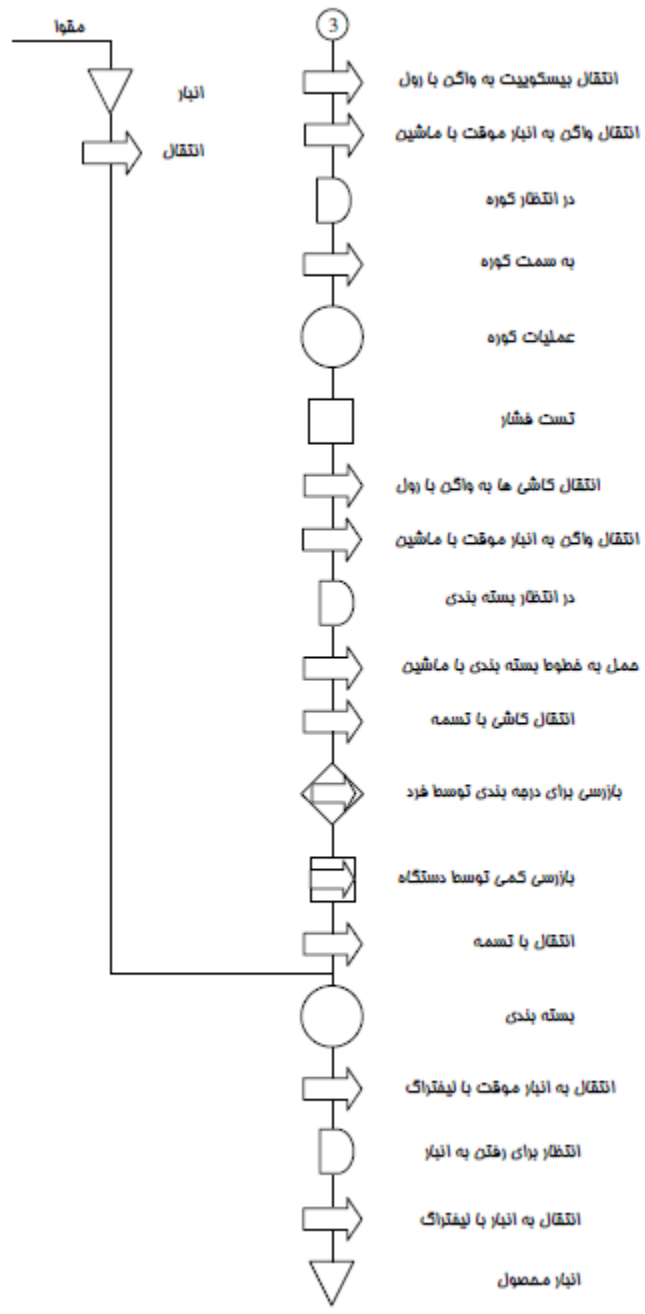 مقوا
3
انتقال بیسکوییت به واگن با رول
انبار
انتقال واگن به انبار موقت با ماشین
انتقال
در انتظار کوره
به سمت کوره
عملیات کوره
تست فشار
انتقال کاشی ها به واگن با رول
انتقال واگن به انبار موقت با ماشین
در انتظار بسته بندی
حمل به خطوط بسته بندی با ماشین
انتقال کاشی با تسمه
بازرسی برای درجه بندی توسط فرد
بازرسی کمی توسط دستگاه
انتقال با تسمه
بسته بندی
انتقال به انبار موقت با لیفتراک
انتظار برای رفتن به انبار
انتقال به انبار با لیفتراک
انبار محصول